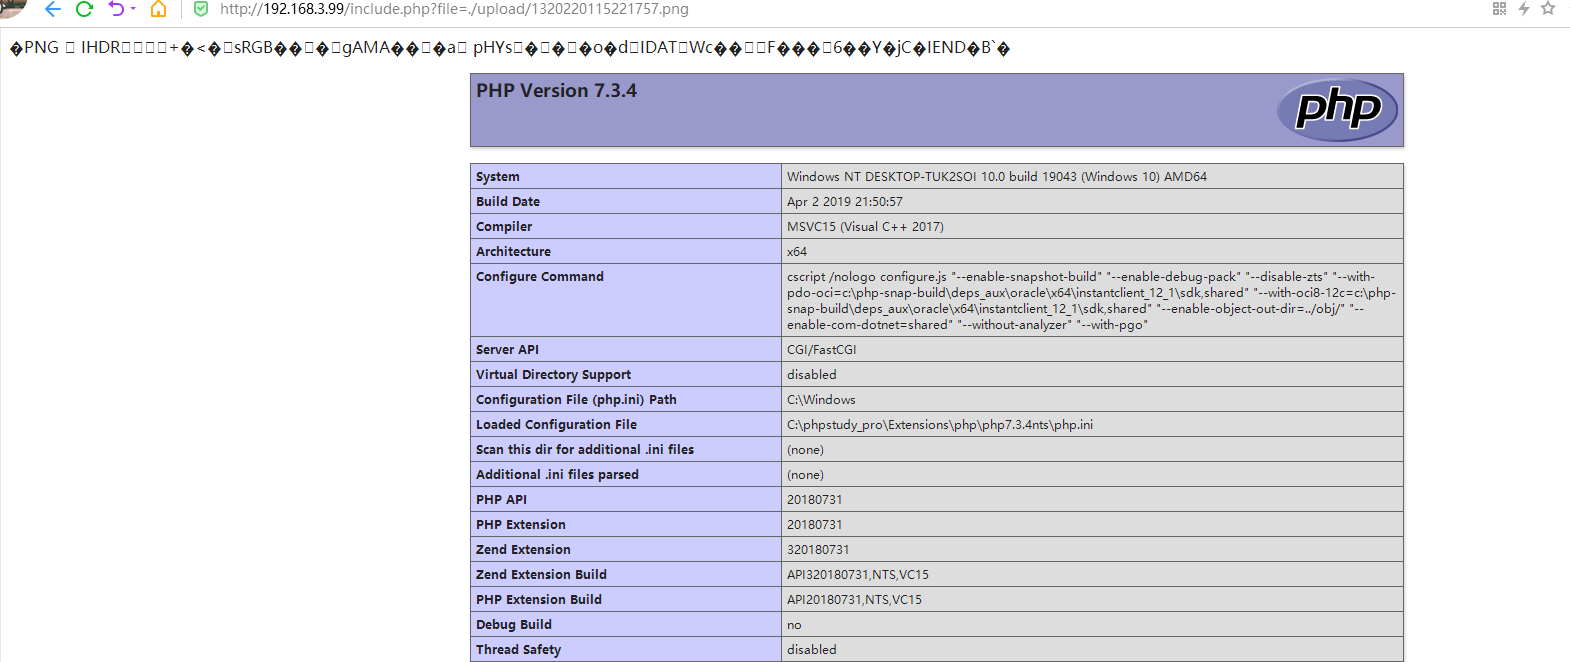 http://192.168.3.99/include.php?file=./upload/1320220115221757.png
PNG IHDR + < sRGB gAMA a pHYs o d IDAT Wc F 6 Y jC IEND B`
PHP Version 7.3.4
php
System Windows NT DESKTOP-TUK2SOI 10.0 build 19043 (Windows 10) AMD64
Build Date Apr 2 2019 21:50:57
Compiler MSVC15 (Visual C++ 2017)
Architecture x64
Configure Command cscript /nologo configure.js "--enable-snapshot-build" "--enable-debug-pack" "--disable-zts" "--with-
pdo-oci=c:\php-snap-build\deps_aux\oracle\x64\instantclient_12_1\sdk,shared" "--with-oci8-12c=c:\php-
snap-build\deps_aux\oracle\x64\instantclient_12_1\sdk,shared" "--enable-object-out-dir=../obj/" "--
enable-com-dotnet=shared" "--without-analyzer" "--with-pgo"
Server API CGI/FastCGI
Virtual Directory Support disabled
Configuration File (php.ini) Path C:\Windows
Loaded Configuration File C:\phpstudy_pro\Extensions\php\php7.3.4nts\php.ini
Scan this dir for additional .ini files (none)
Additional .ini files parsed (none)
PHP API 20180731
PHP Extension 20180731
Zend Extension 320180731
Zend Extension Build API320180731,NTS,VC15
PHP Extension Build API20180731,NTS,VC15
Debug Build no
Thread Safety disabled